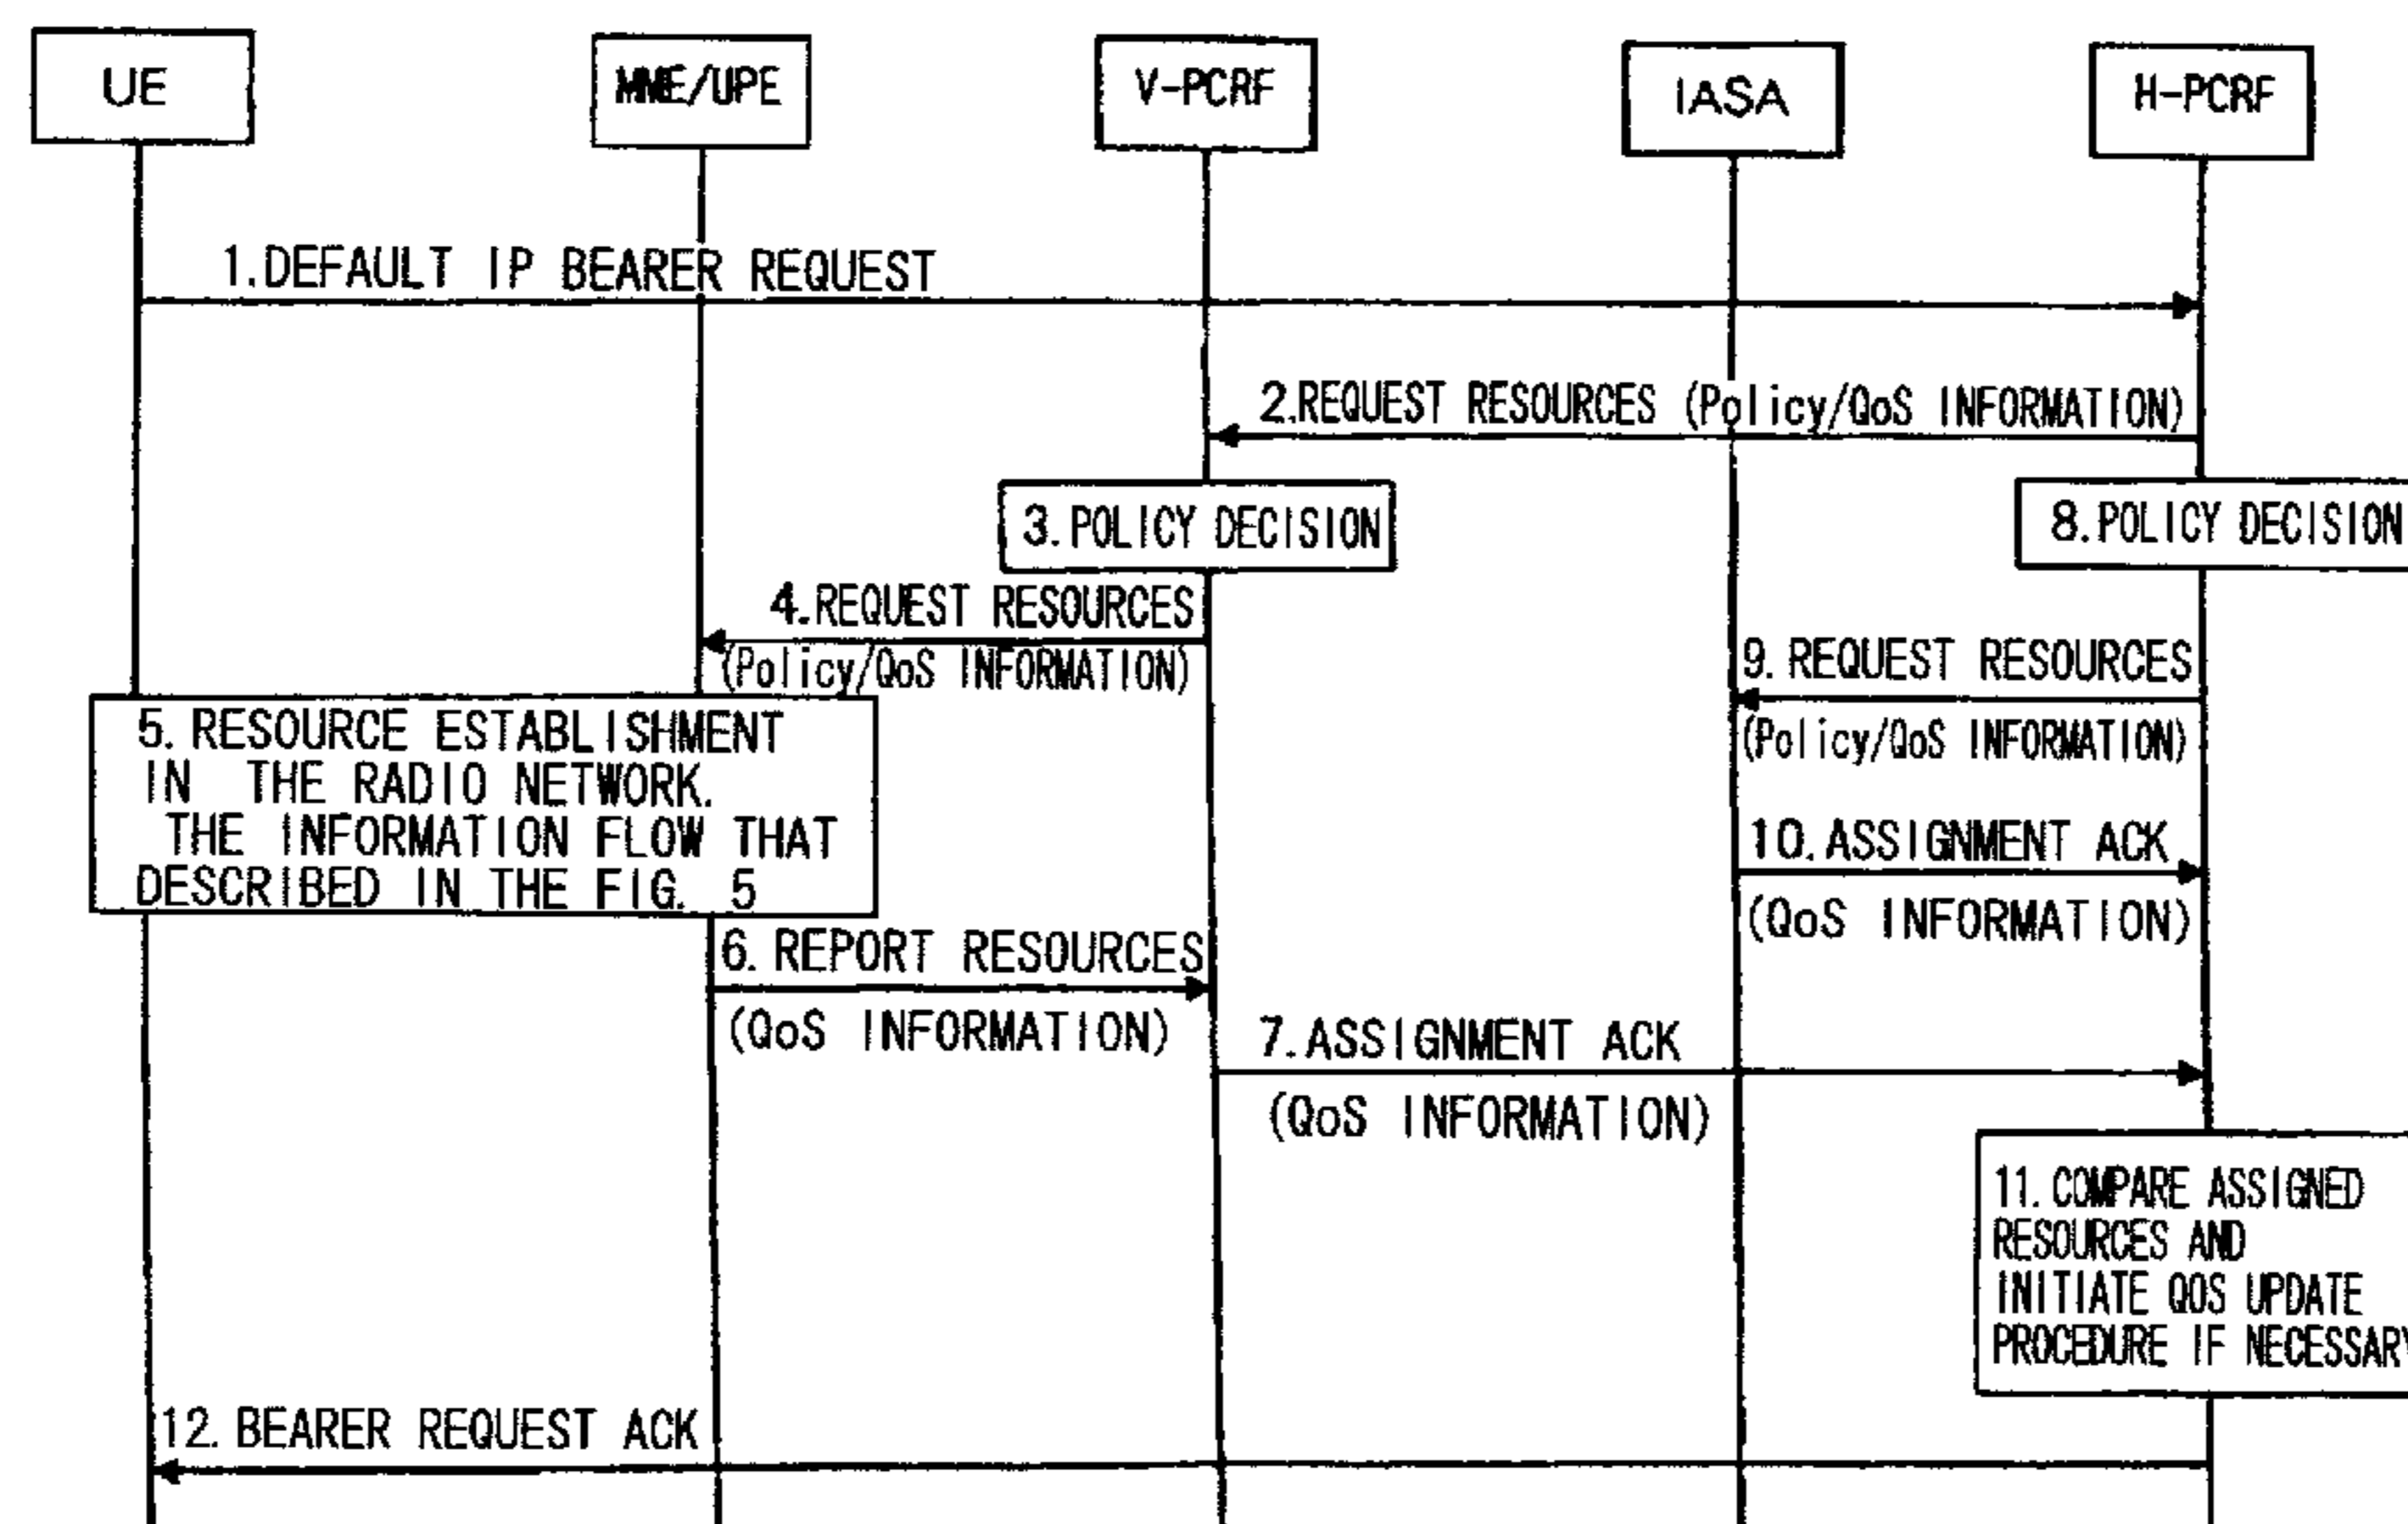 UE
MME/UPE
V-PCRF
IASA
H-PCRF
1.DEFAULT IP BEARER REQUEST
2.REQUEST RESOURCES (Policy/QoS INFORMATION)
3.POLICY DECISION
8.POLICY DECISION
4.REQUEST RESOURCES
(Policy/QoS INFORMATION)
9.REQUEST RESOURCES
(Policy/QoS INFORMATION)
5. RESOURCE ESTABLISHMENT
IN THE RADIO NETWORK.
THE INFORMATION FLOW THAT
DESCRIBED IN THE FIG. 5
10.ASSIGNMENT ACK
(QoS INFORMATION)
6. REPORT RESOURCES
(QoS INFORMATION)
7.ASSIGNMENT ACK
(QoS INFORMATION)
11.COMPARE ASSIGNED
RESOURCES AND
INITIATE QOS UPDATE
PROCEDURE IF NECESSARY
12. BEARER REQUEST ACK